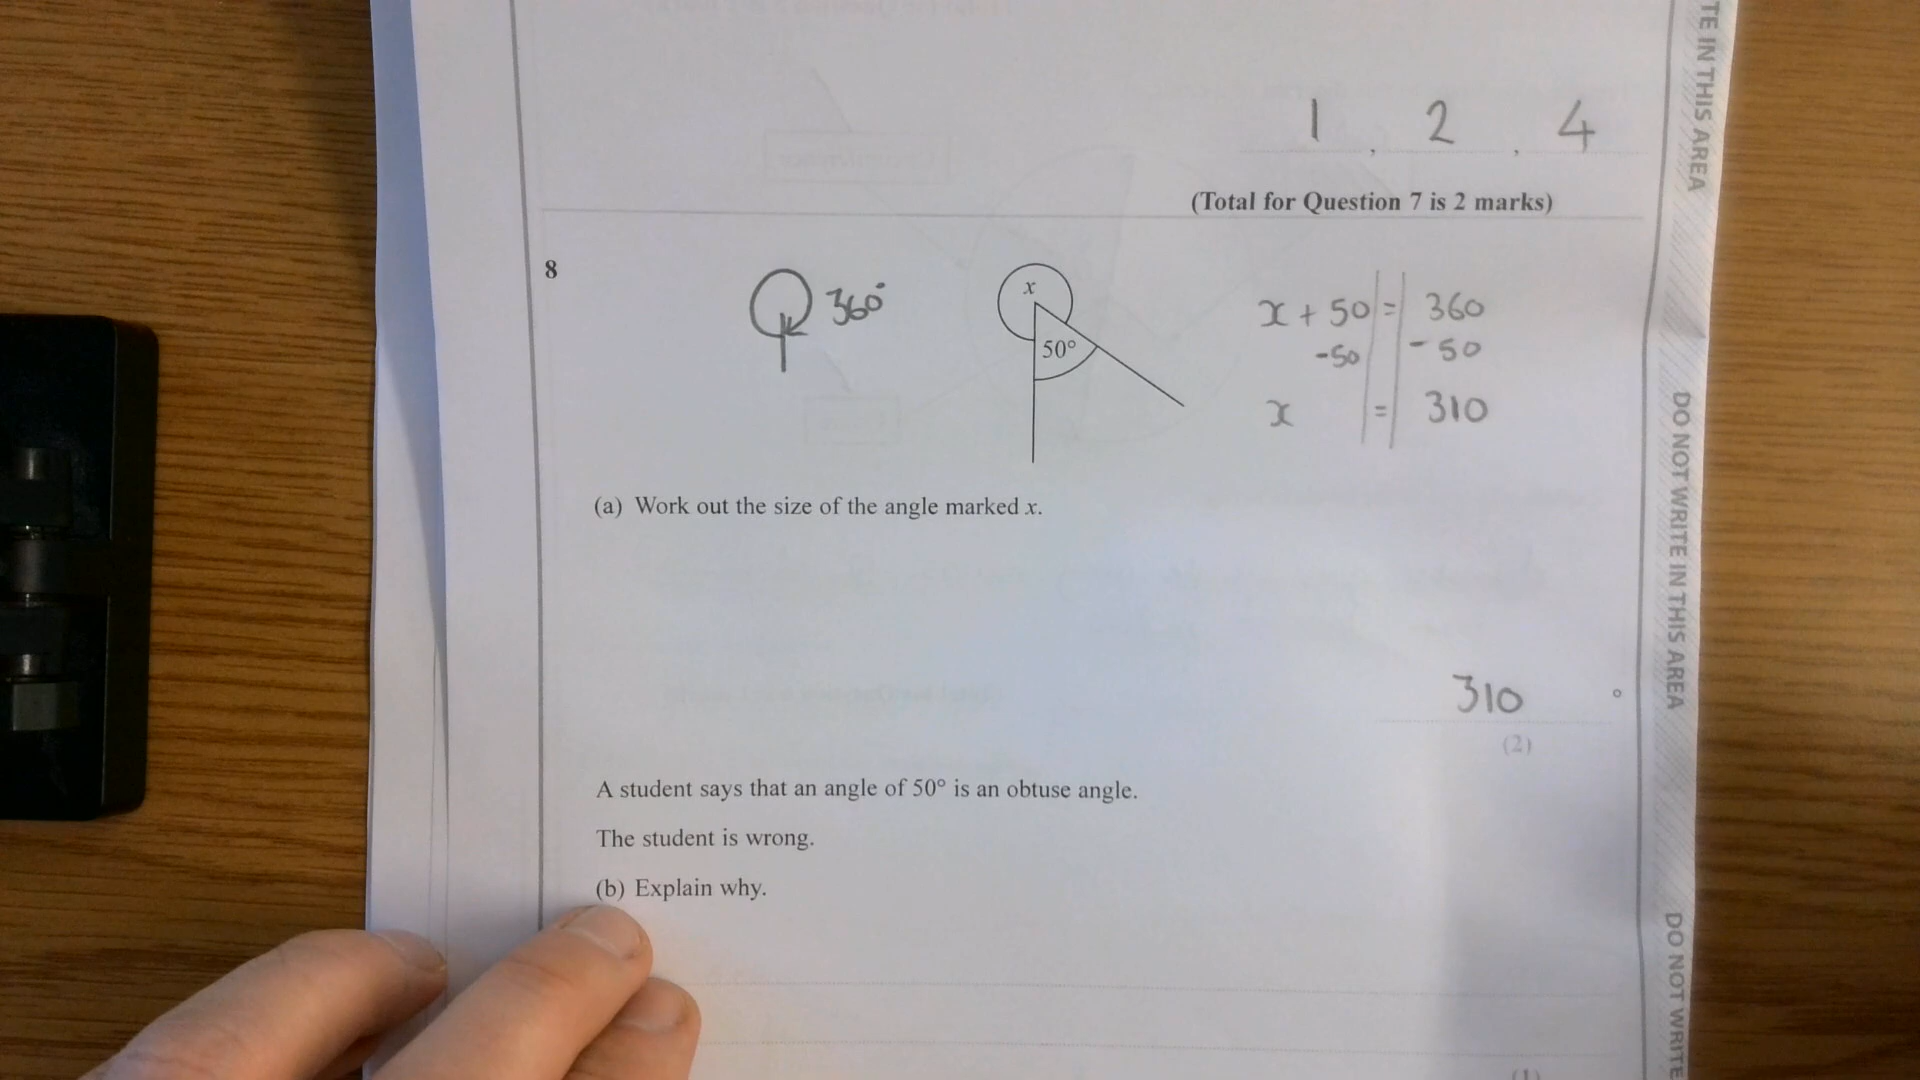 1 , 2 , 4
(Total for Question 7 is 2 marks)
8
360°
x
50°
x + 50 = 360
-50 - 50
x = 310
(a) Work out the size of the angle marked x.
310 °
(2)
A student says that an angle of 50° is an obtuse angle.
The student is wrong.
(b) Explain why.
(1)
TE IN THIS AREA
DO NOT WRITE IN THIS AREA
DO NOT WRITE